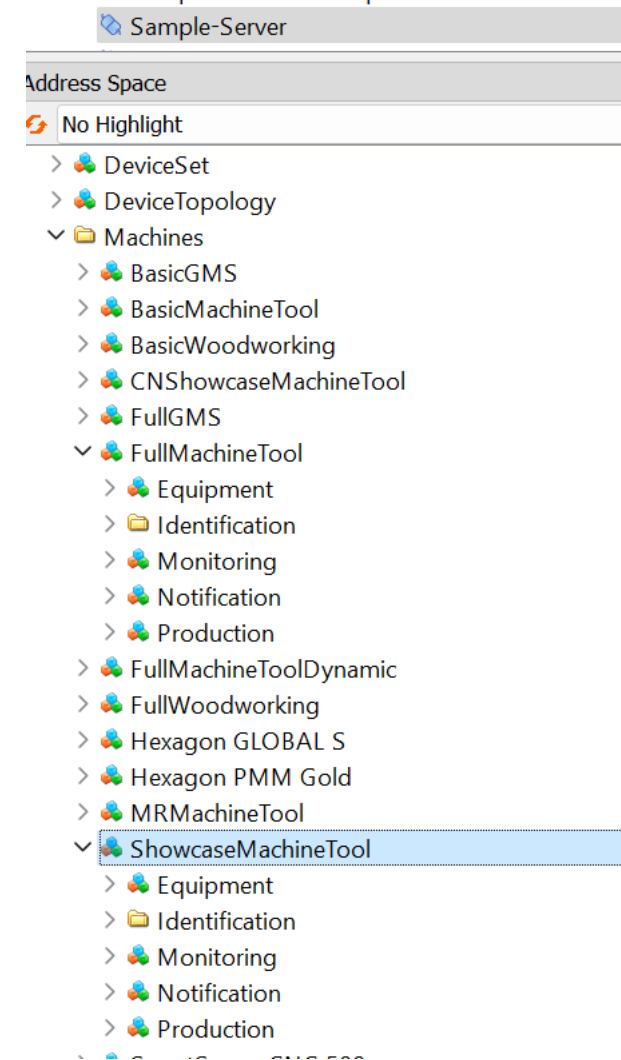 Sample-Server
Address Space
No Highlight
DeviceSet
DeviceTopology
Machines
BasicGMS
BasicMachineTool
BasicWoodworking
CNShowcaseMachineTool
FullGMS
FullMachineTool
Equipment
Identification
Monitoring
Notification
Production
FullMachineToolDynamic
FullWoodworking
Hexagon GLOBAL S
Hexagon PMM Gold
MRMachineTool
ShowcaseMachineTool
Equipment
Identification
Monitoring
Notification
Production